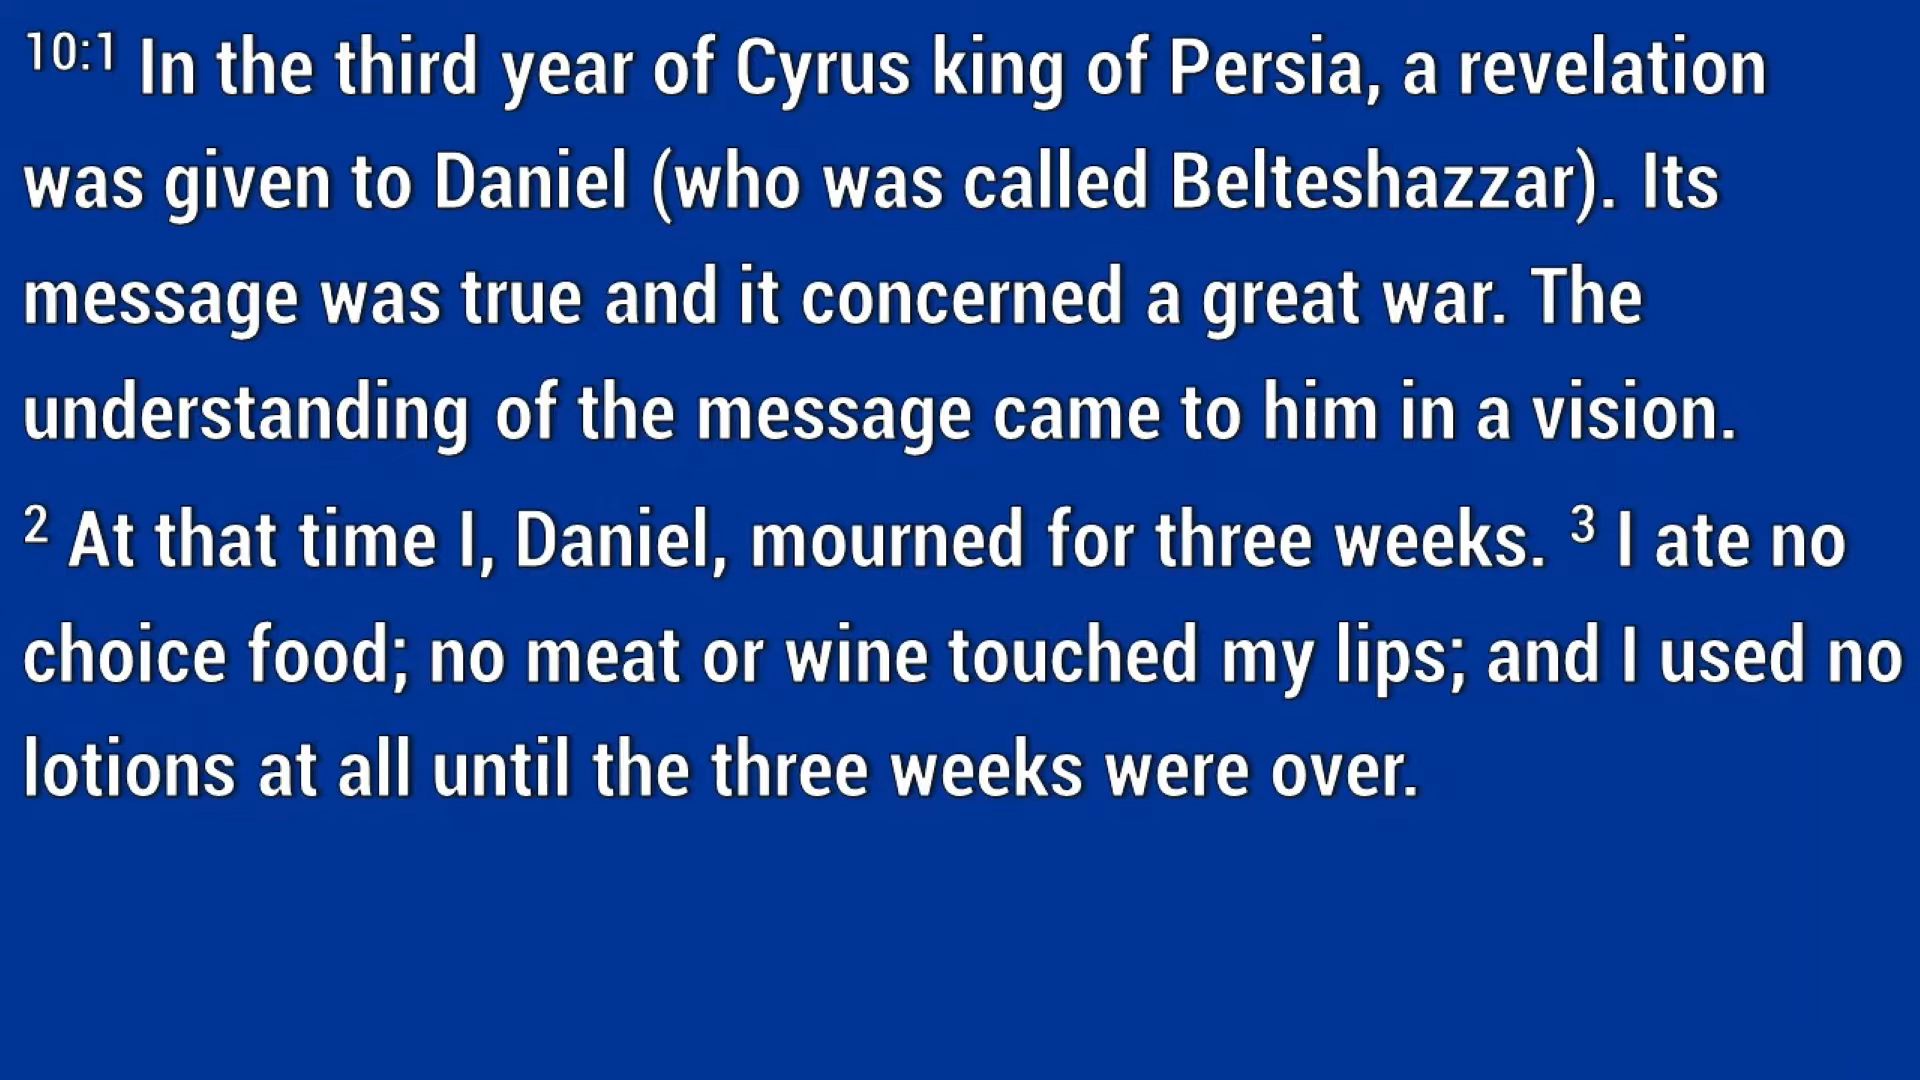 10:1 In the third year of Cyrus king of Persia, a revelation
was given to Daniel (who was called Belteshazzar). Its
message was true and it concerned a great war. The
understanding of the message came to him in a vision.
2 At that time I, Daniel, mourned for three weeks. 3 I ate no
choice food; no meat or wine touched my lips; and I used no
lotions at all until the three weeks were over.